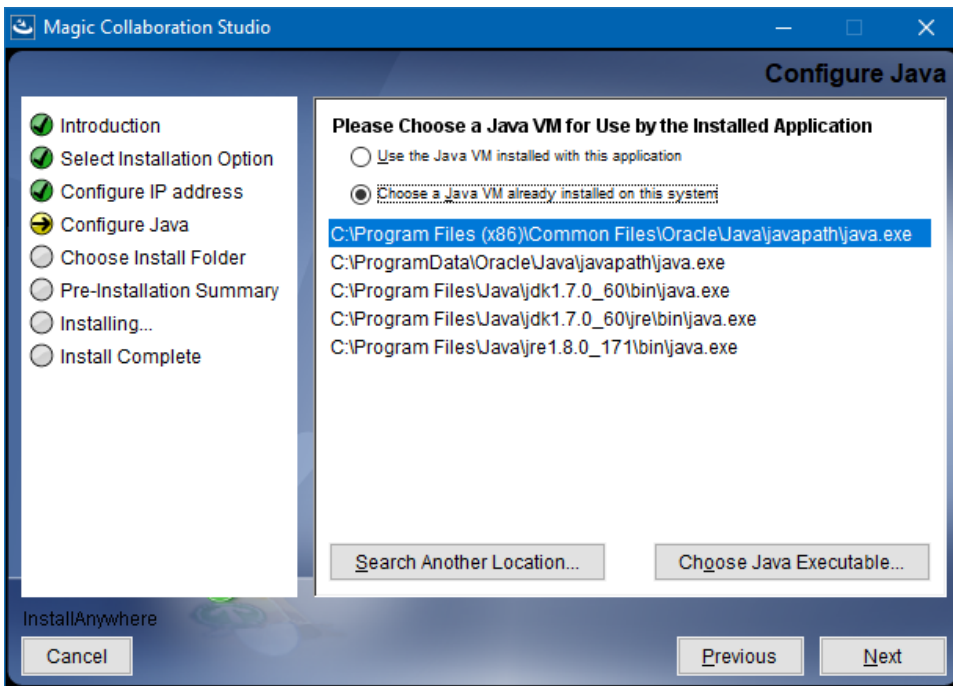 Magic Collaboration Studio
Configure Java
Introduction
Select Installation Option
Configure IP address
Configure Java
Choose Install Folder
Pre-Installation Summary
Installing...
Install Complete
Please Choose a Java VM for Use by the Installed Application
Use the Java VM installed with this application
Choose a Java VM already installed on this system
C:\Program Files (x86)\Common Files\Oracle\Java\javapath\java.exe
C:\ProgramData\Oracle\Java\javapath\java.exe
C:\Program Files\Java\jdk1.7.0_60\bin\java.exe
C:\Program Files\Java\jdk1.7.0_60\jre\bin\java.exe
C:\Program Files\Java\jre1.8.0_171\bin\java.exe
Search Another Location...
Choose Java Executable...
InstallAnywhere
Cancel
Previous
Next